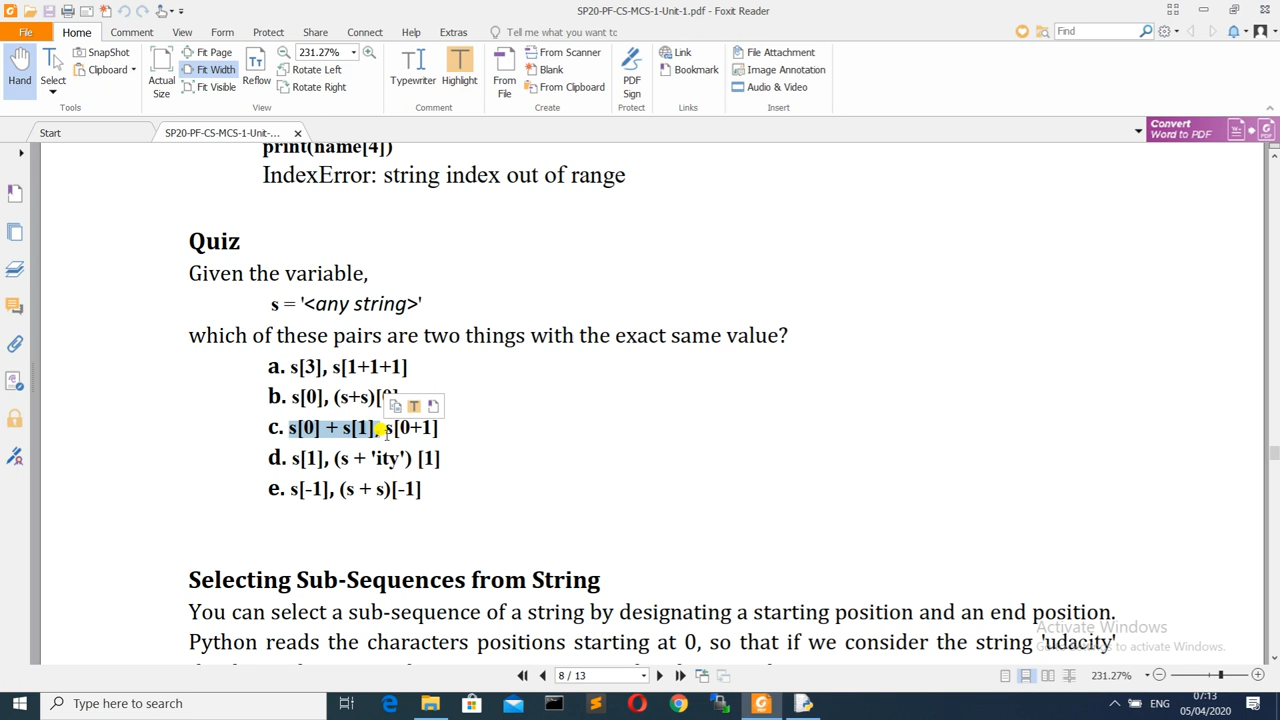 SP20-PF-CS-MCS-1-Unit-1.pdf - Foxit Reader
File Home Comment View Form Protect Share Connect Help Extras Tell me what you want to Find
Hand Select SnapShot Clipboard Tools
Actual Size Fit Page Fit Width Fit Visible Reflow 231.27% Rotate Left Rotate Right View
Typewriter Highlight Comment
From File From Scanner Blank From Clipboard Create
PDF Sign Protect
Link Bookmark Links
File Attachment Image Annotation Audio & Video Insert
Start SP20-PF-CS-MCS-1-Unit-... Convert Word to PDF
print(name[4])
IndexError: string index out of range
Quiz
Given the variable,
s = '<any string>'
which of these pairs are two things with the exact same value?
a. s[3], s[1+1+1]
b. s[0], (s+s)[0]
c. s[0] + s[1], s[0+1]
d. s[1], (s + 'ity') [1]
e. s[-1], (s + s)[-1]
Selecting Sub-Sequences from String
You can select a sub-sequence of a string by designating a starting position and an end position.
Python reads the characters positions starting at 0, so that if we consider the string 'udacity'
Activate Windows
to activate Windows.
8 / 13 231.27%
Type here to search ENG 07:13
05/04/2020